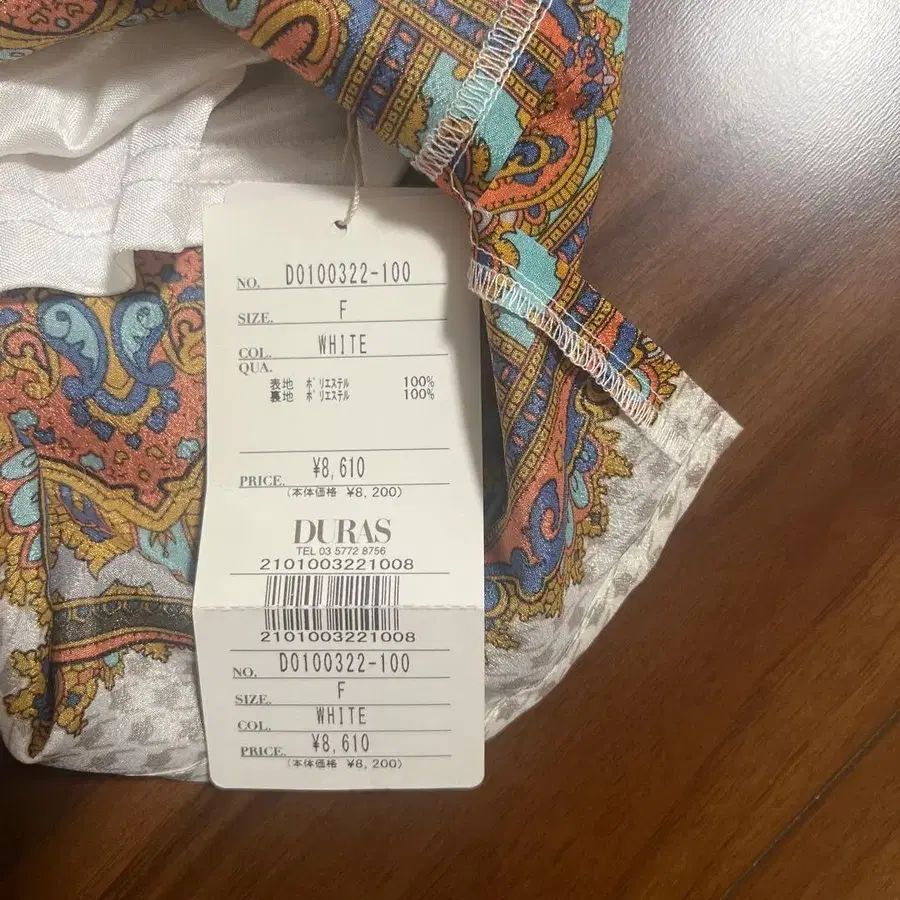 NO. D0100322-100
SIZE. F
COL. WHITE
QUA.
表地 ポリエステル 100%
裏地 ポリエステル 100%
PRICE. ¥8,610
(本体価格 ¥8,200)
DURAS
TEL 03 5772 8756
2101003221008
2101003221008
NO. D0100322-100
SIZE. F
COL. WHITE
PRICE. ¥8,610
(本体価格 ¥8,200)